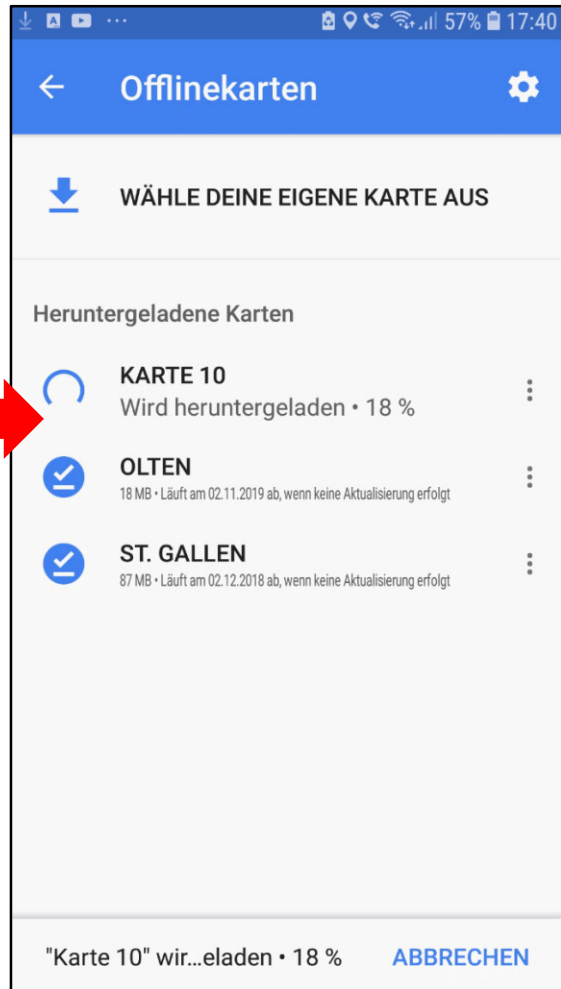 57% 17:40
Offlinekarten
WÄHLE DEINE EIGENE KARTE AUS
Heruntergeladene Karten
KARTE 10
Wird heruntergeladen • 18 %
OLTEN
18 MB • Läuft am 02.11.2019 ab, wenn keine Aktualisierung erfolgt
ST. GALLEN
87 MB • Läuft am 02.12.2018 ab, wenn keine Aktualisierung erfolgt
"Karte 10" wir...eladen • 18 % ABBRECHEN